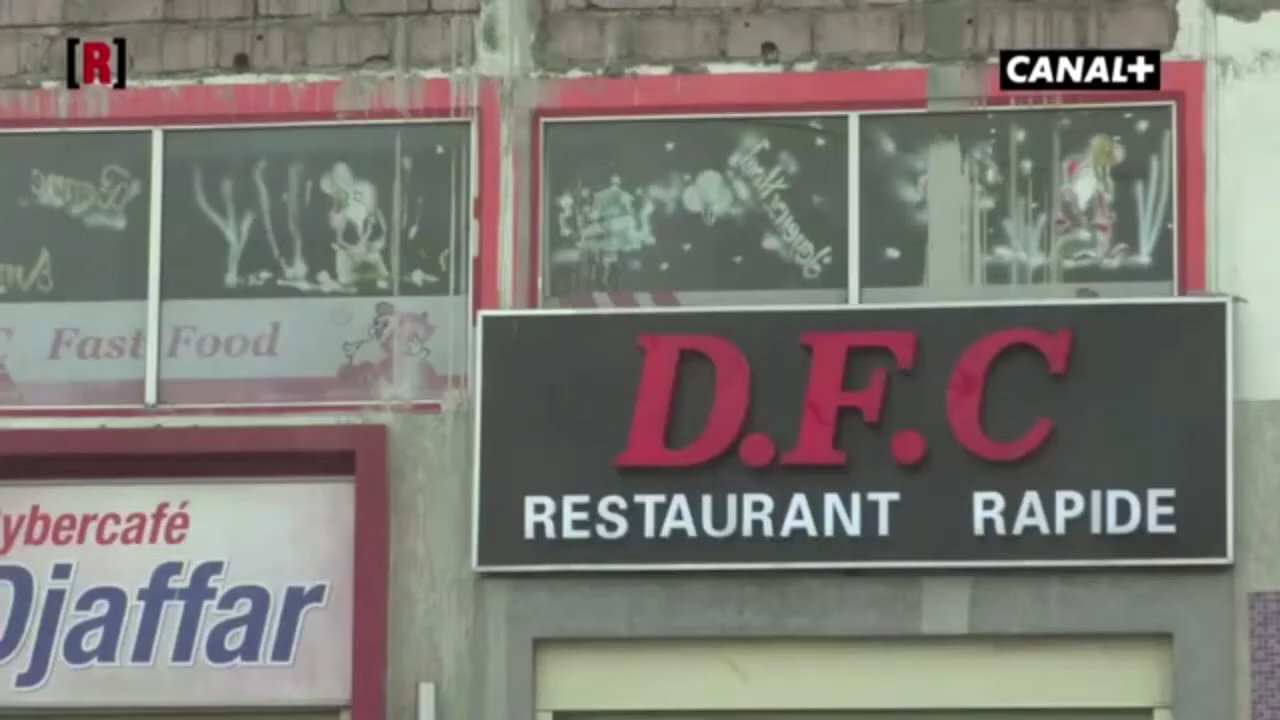 [R]
CANAL+
C Fast Food
D.F.C
RESTAURANT RAPIDE
ybercafé
Djaffar